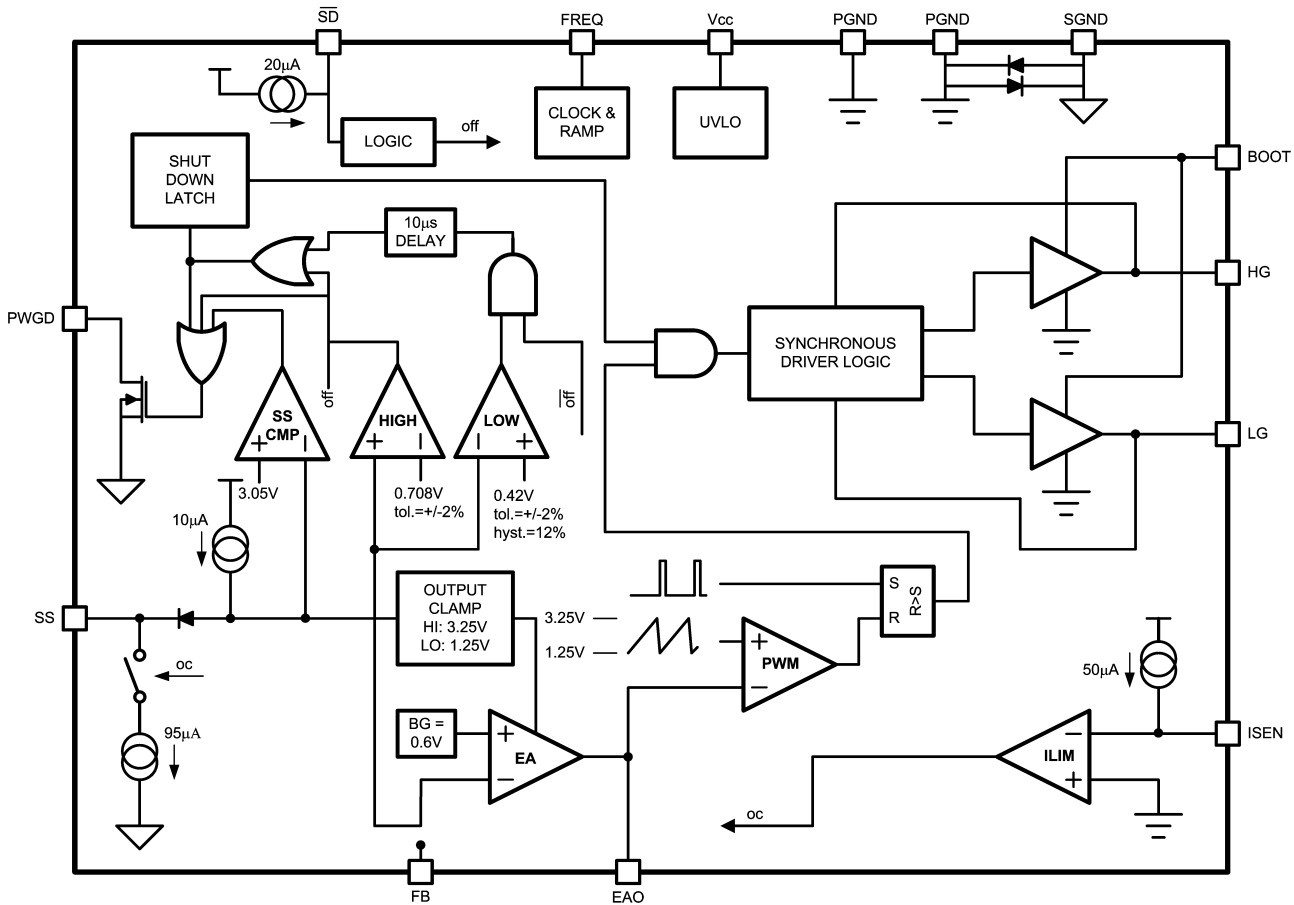 SD
FREQ
Vcc
PGND
PGND
SGND
20μA
CLOCK &
RAMP
UVLO
LOGIC
off
SHUT
DOWN
LATCH
BOOT
10μs
DELAY
HG
PWGD
SYNCHRONOUS
DRIVER LOGIC
off
off
SS
CMP
HIGH
LOW
+
–
+
–
–
+
LG
3.05V
0.708V
tol.=+/-2%
0.42V
tol.=+/-2%
hyst.=12%
10μA
SS
OUTPUT
CLAMP
HI: 3.25V
LO: 1.25V
3.25V
1.25V
S
R
R>S
+
PWM
–
oc
50μA
95μA
BG =
0.6V
+
EA
–
–
ILIM
+
ISEN
oc
FB
EAO